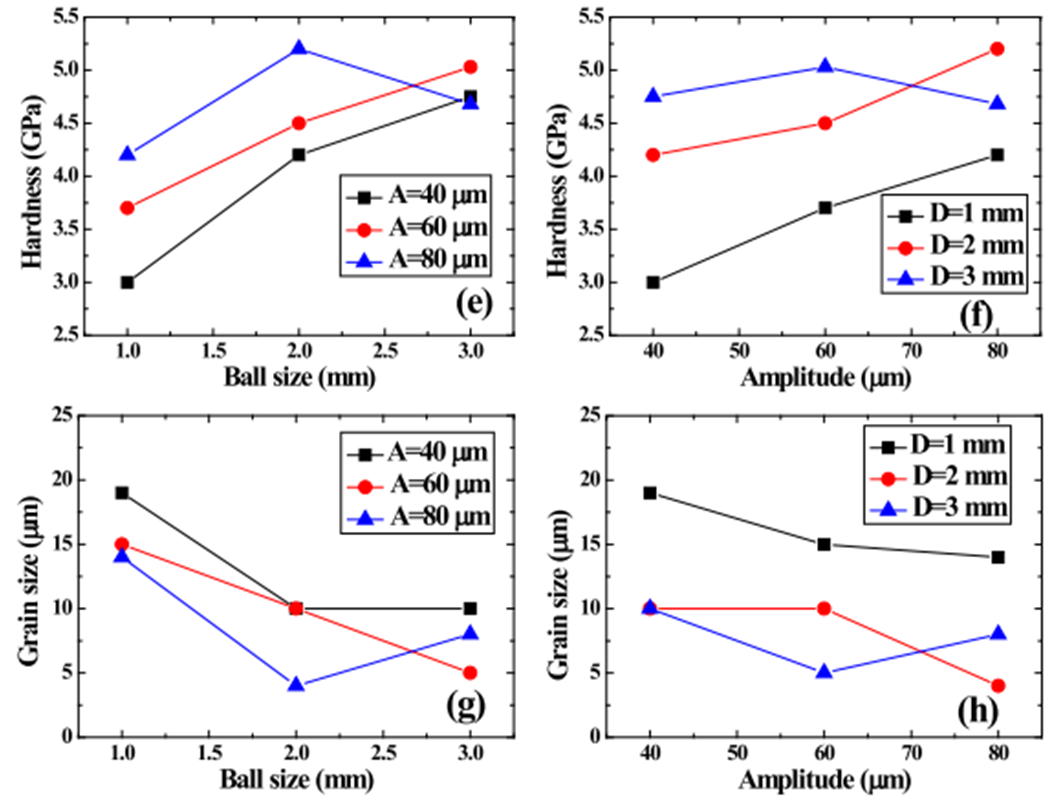 5.5
5.0
4.5
4.0
3.5
3.0
2.5
Hardness (GPa)
A=40 μm
A=60 μm
A=80 μm
(e)
1.0 1.5 2.0 2.5 3.0
Ball size (mm)
5.5
5.0
4.5
4.0
3.5
3.0
2.5
Hardness (GPa)
D=1 mm
D=2 mm
D=3 mm
(f)
40 50 60 70 80
Amplitude (μm)
25
20
15
10
5
0
Grain size (μm)
A=40 μm
A=60 μm
A=80 μm
(g)
1.0 1.5 2.0 2.5 3.0
Ball size (mm)
25
20
15
10
5
0
Grain size (μm)
D=1 mm
D=2 mm
D=3 mm
(h)
40 50 60 70 80
Amplitude (μm)